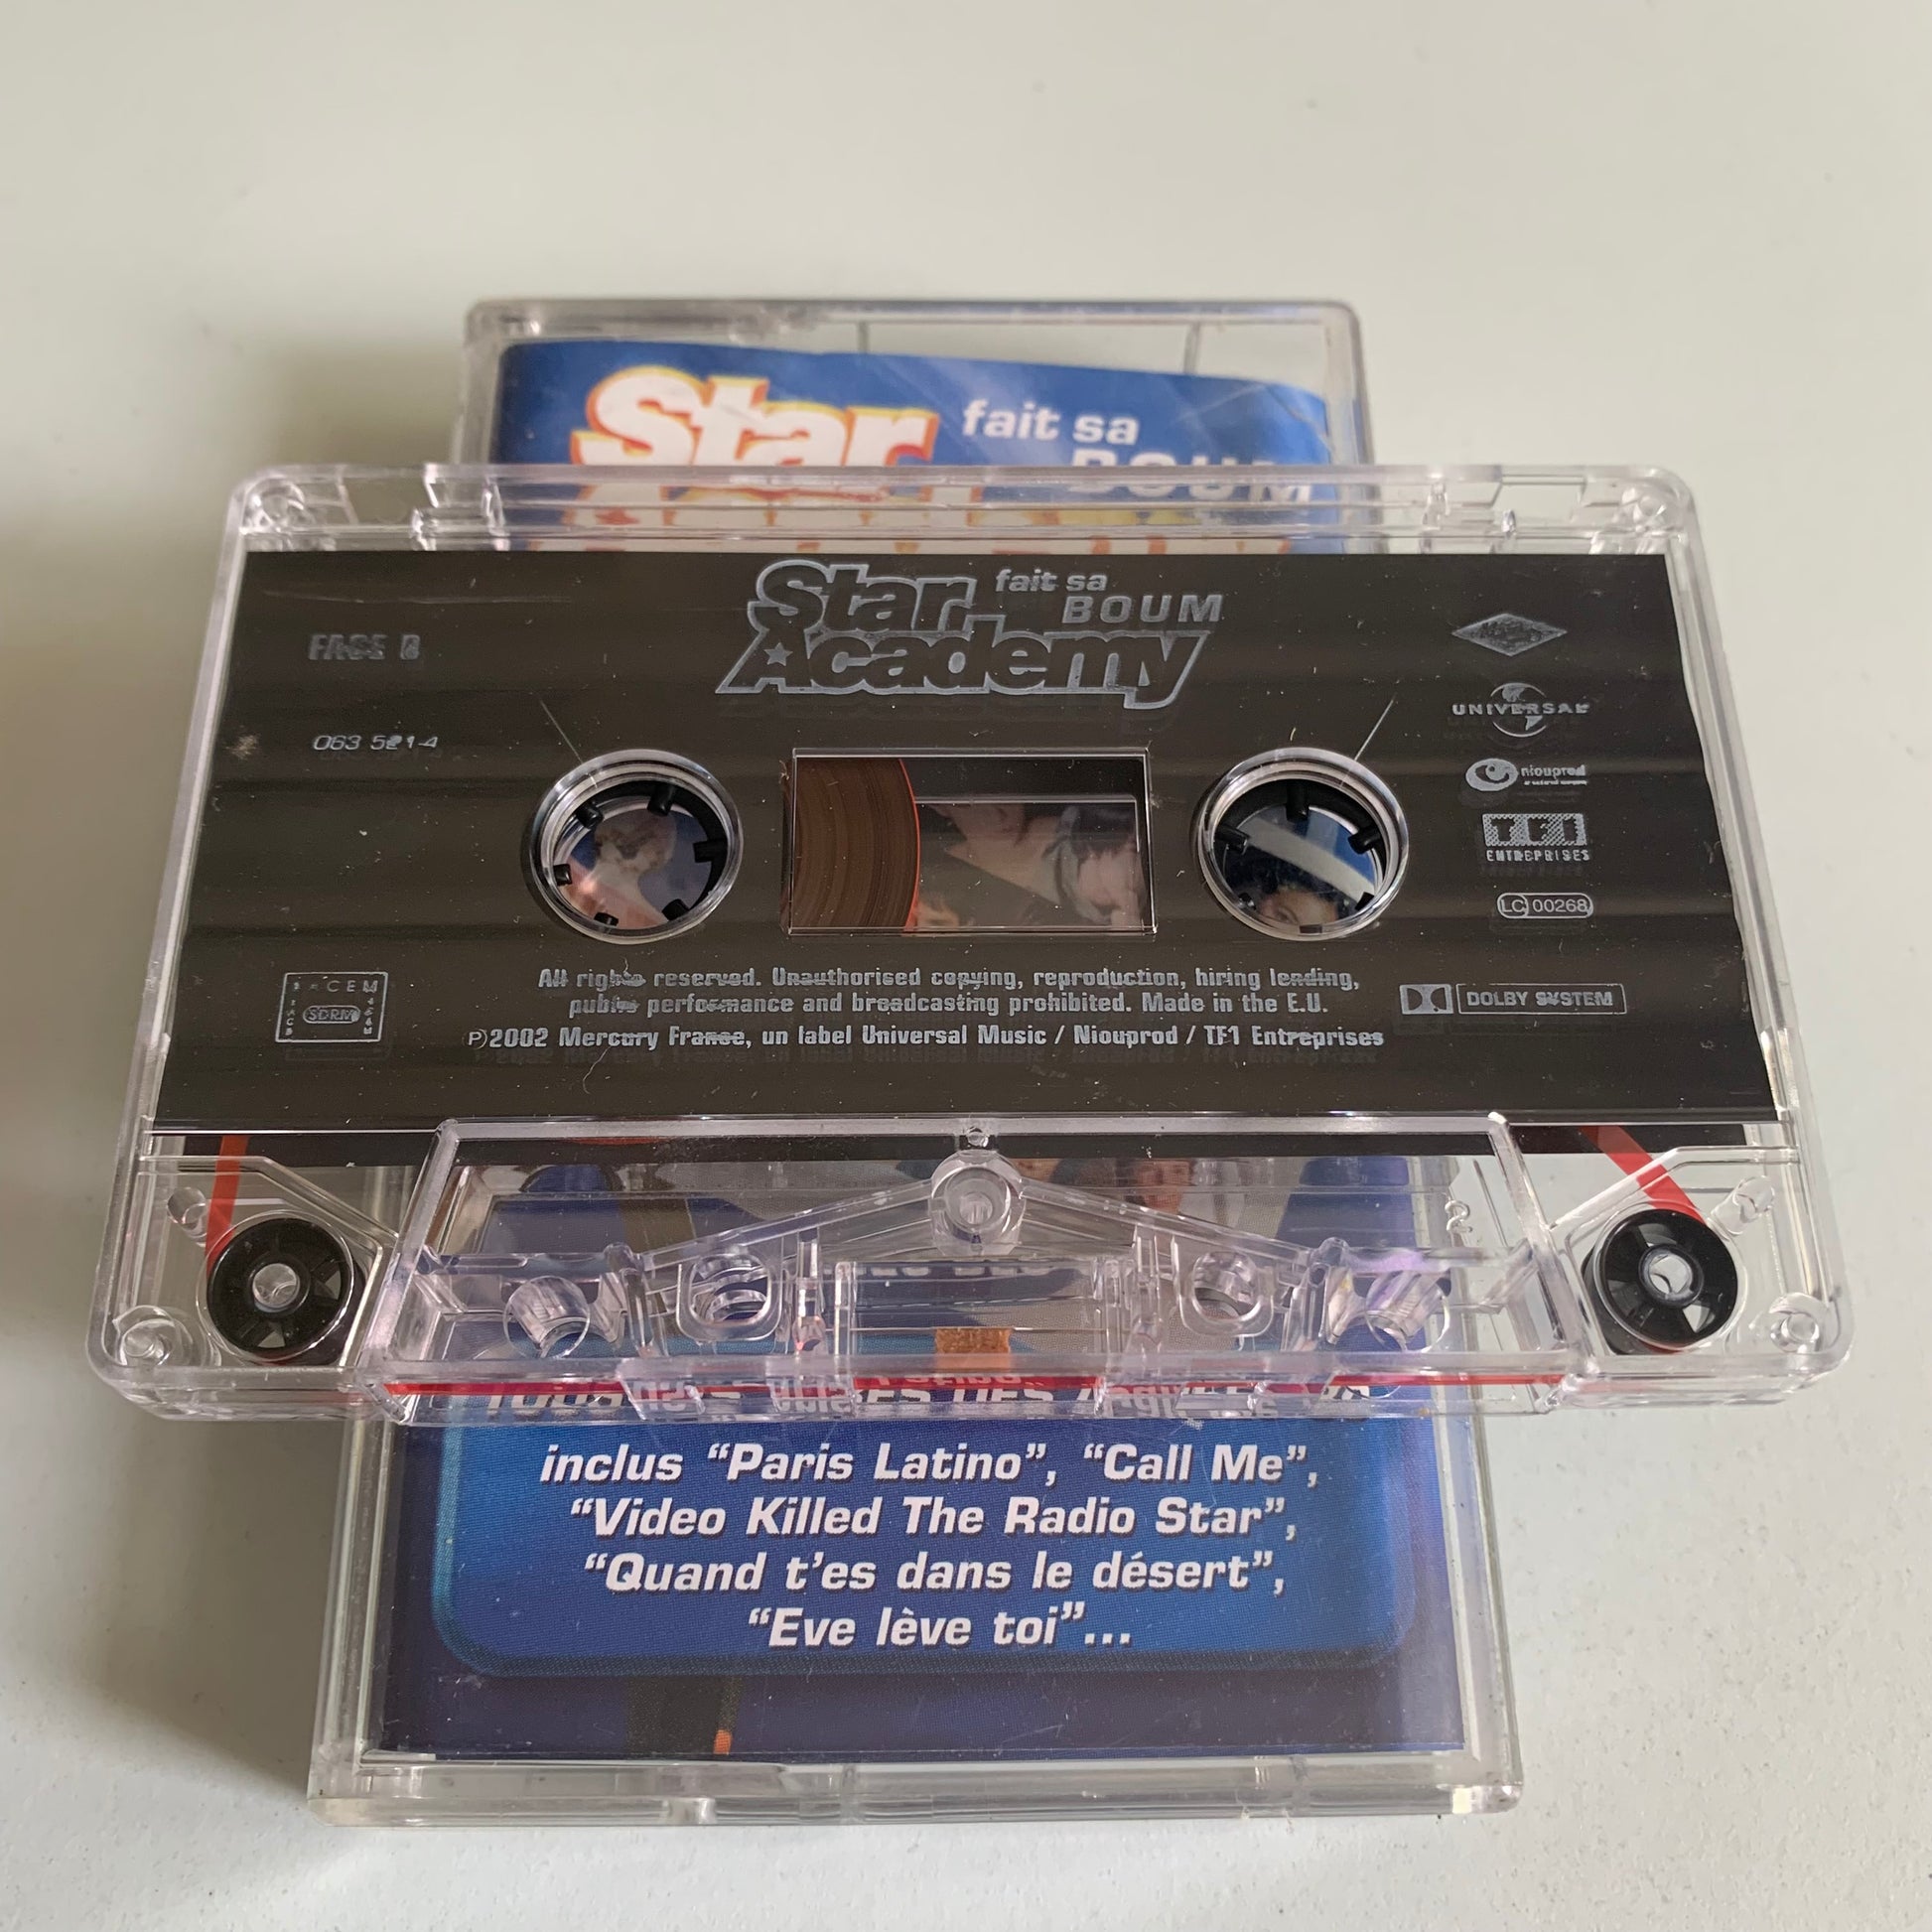 Star
fait sa
BOUM
Star
Academy
fait sa
BOUM
FACE B
063 521-4
MERCURY
UNIVERSAL
niouprod
TF1
ENTREPRISES
LC 00268
SACEM
SDRM
All rights reserved. Unauthorised copying, reproduction, hiring lending,
public performance and broadcasting prohibited. Made in the E.U.
℗2002 Mercury France, un label Universal Music / Niouprod / TF1 Entreprises
DOLBY SYSTEM
2
inclus “Paris Latino”, “Call Me”,
“Video Killed The Radio Star”,
“Quand t’es dans le désert”,
“Eve lève toi”...